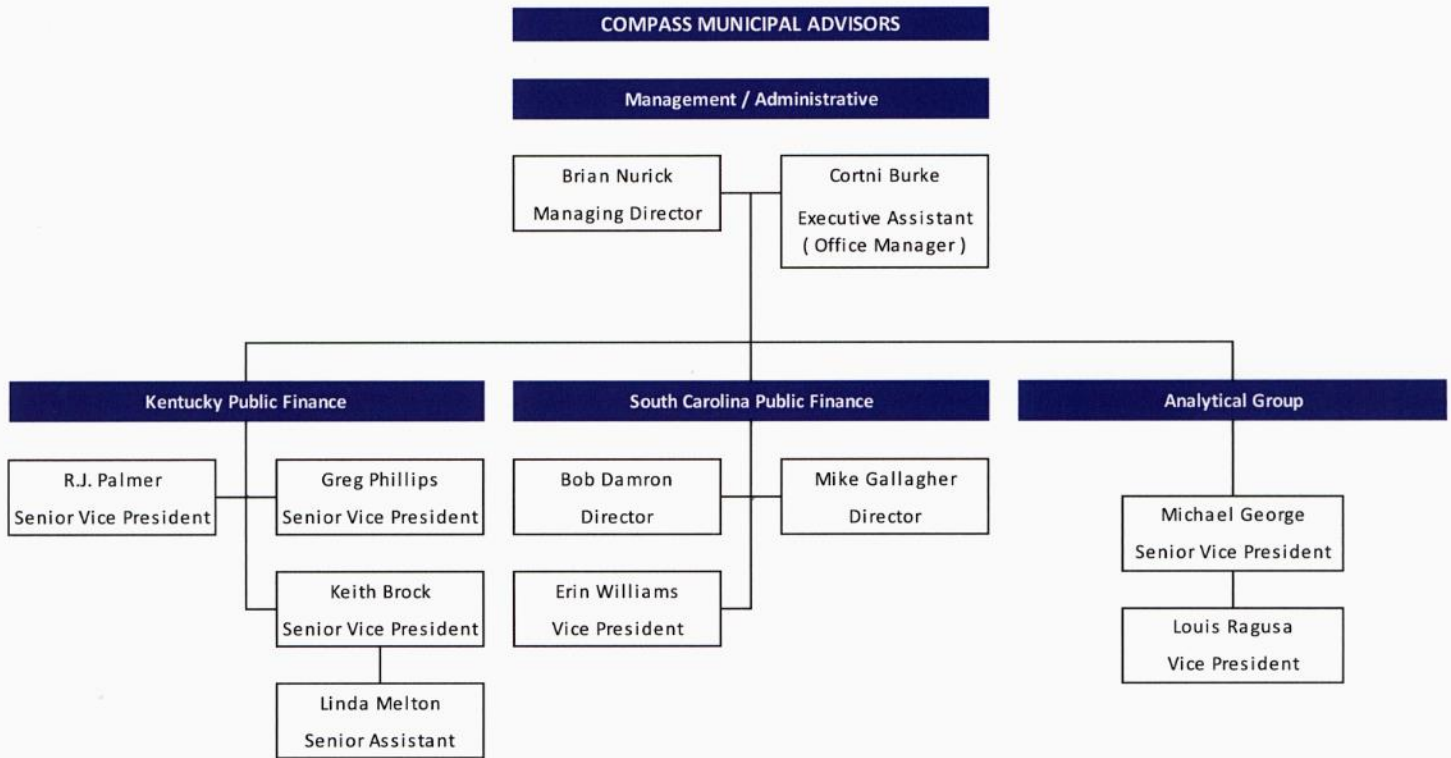 COMPASS MUNICIPAL ADVISORS
Management / Administrative
Brian Nurick
Managing Director
Cortni Burke
Executive Assistant
( Office Manager )
Kentucky Public Finance
South Carolina Public Finance
Analytical Group
R.J. Palmer
Senior Vice President
Greg Phillips
Senior Vice President
Keith Brock
Senior Vice President
Linda Melton
Senior Assistant
Bob Damron
Director
Mike Gallagher
Director
Erin Williams
Vice President
Michael George
Senior Vice President
Louis Ragusa
Vice President